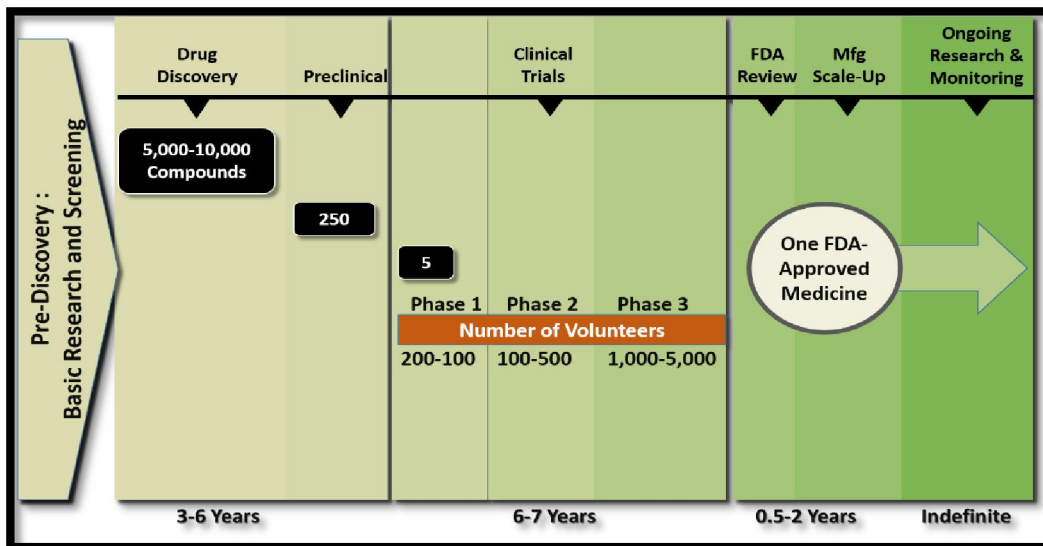 Pre-Discovery :
Basic Research and Screening
Drug
Discovery
Preclinical
Clinical
Trials
FDA
Review
Mfg
Scale-Up
Ongoing
Research &
Monitoring
5,000-10,000
Compounds
250
5
Phase 1
Phase 2
Phase 3
Number of Volunteers
200-100
100-500
1,000-5,000
One FDA-
Approved
Medicine
3-6 Years
6-7 Years
0.5-2 Years
Indefinite